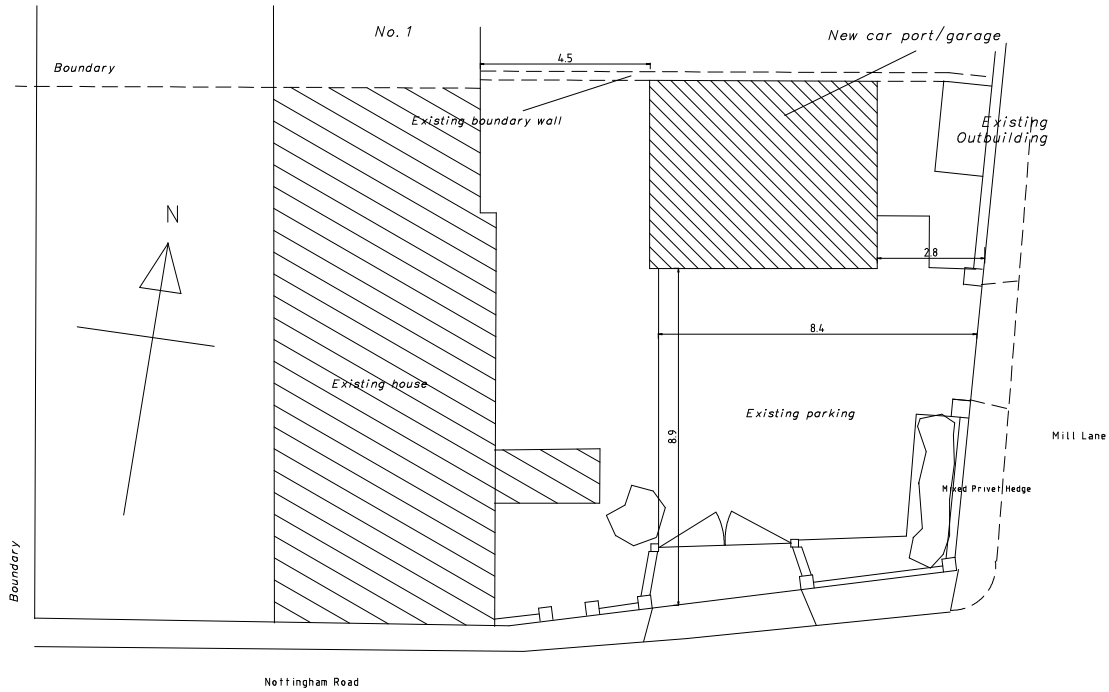 No. 1
New car port/garage
Boundary
4.5
Existing boundary wall
Existing
Outbuilding
N
2.8
8.4
Existing house
Existing parking
8.9
Mill Lane
Mixed Privet Hedge
Boundary
Nottingham Road